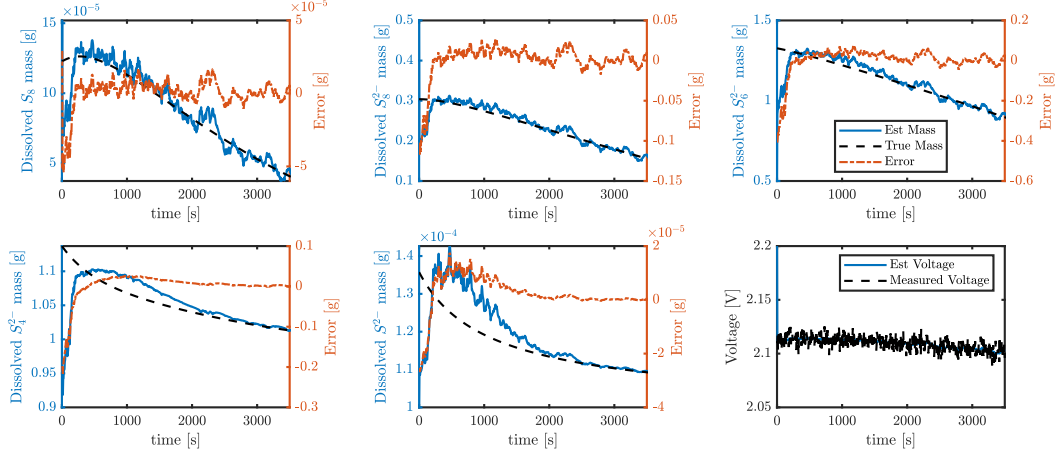 ×10⁻⁵
5
×10⁻⁵
15
10
5
0
-5
Dissolved S₈ mass [g]
Error [g]
0 1000 2000 3000
time [s]
0.5
0.4
0.3
0.2
0.1
0.05
0
-0.05
-0.1
-0.15
Dissolved S₈²⁻ mass [g]
Error [g]
0 1000 2000 3000
time [s]
1.5
1
0.5
0.2
0
-0.2
-0.4
-0.6
Dissolved S₆²⁻ mass [g]
Error [g]
Est Mass
True Mass
Error
0 1000 2000 3000
time [s]
1.1
1.05
1
0.95
0.9
0.1
0
-0.1
-0.2
-0.3
Dissolved S₄²⁻ mass [g]
Error [g]
0 1000 2000 3000
time [s]
×10⁻⁴
×10⁻⁵
1.4
1.3
1.2
1.1
1
2
0
-2
-4
Dissolved S²⁻ mass [g]
Error [g]
0 1000 2000 3000
time [s]
2.2
2.15
2.1
2.05
Voltage [V]
Est Voltage
Measured Voltage
0 1000 2000 3000
time [s]